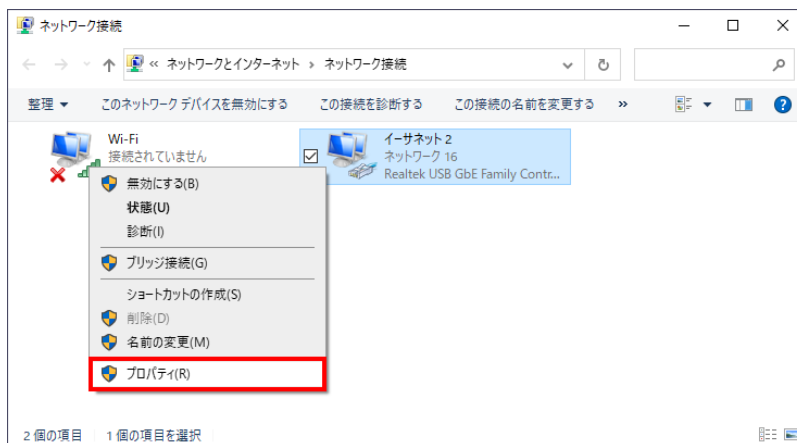 ネットワーク接続
« ネットワークとインターネット › ネットワーク接続
整理 このネットワーク デバイスを無効にする この接続を診断する この接続の名前を変更する »
Wi-Fi
接続されていません
イーサネット 2
ネットワーク 16
Realtek USB GbE Family Contr...
無効にする(B)
状態(U)
診断(I)
ブリッジ接続(G)
ショートカットの作成(S)
削除(D)
名前の変更(M)
プロパティ(R)
2 個の項目 1 個の項目を選択